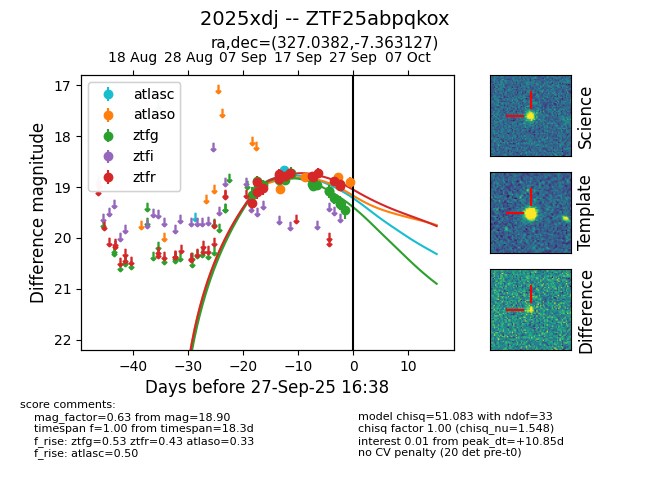 2025xdj -- ZTF25abpqkox
ra,dec=(327.0382,-7.363127)
18 Aug 28 Aug 07 Sep 17 Sep 27 Sep 07 Oct
17
18
19
20
21
22
Difference magnitude
atlasc
atlaso
ztfg
ztfi
ztfr
−40 −30 −20 −10 0 10
Days before 27-Sep-25 16:38
Science
Template
Difference
score comments:
mag_factor=0.63 from mag=18.90
timespan f=1.00 from timespan=18.3d
f_rise: ztfg=0.53 ztfr=0.43 atlaso=0.33
f_rise: atlasc=0.50
model chisq=51.083 with ndof=33
chisq factor 1.00 (chisq_nu=1.548)
interest 0.01 from peak_dt=+10.85d
no CV penalty (20 det pre-t0)